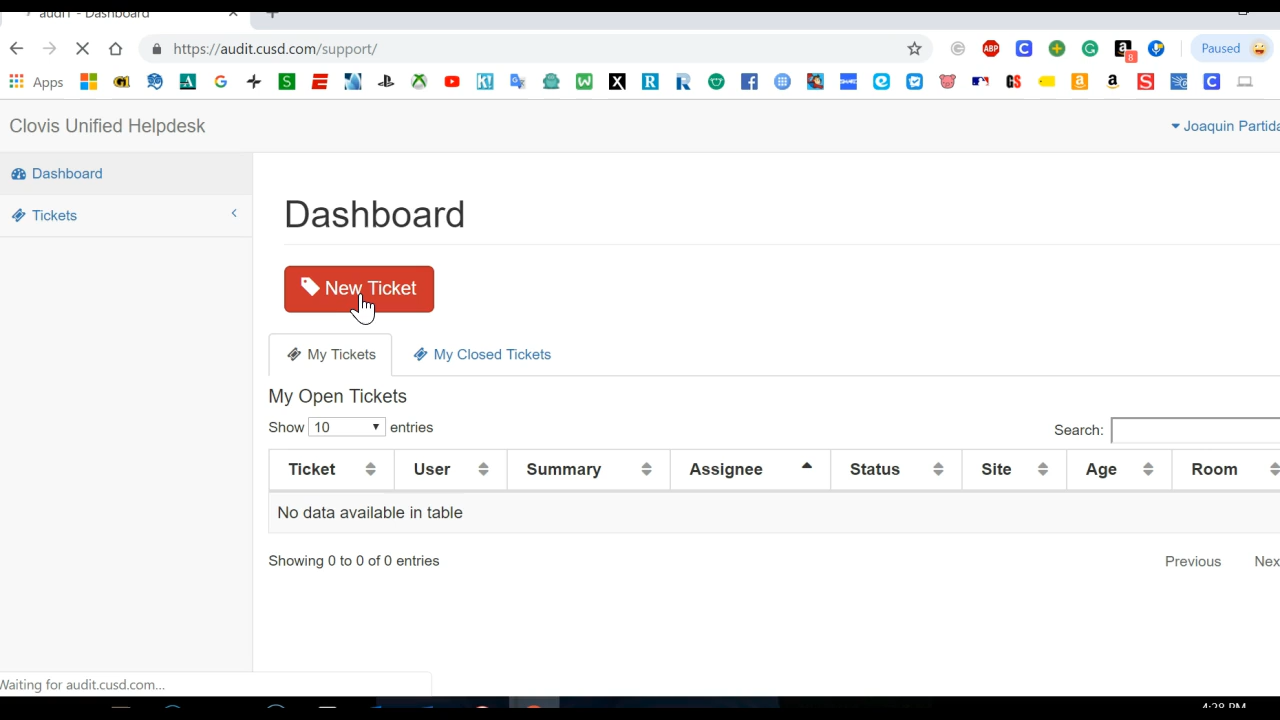 audit - Dashboard
https://audit.cusd.com/support/
ABP
8
Paused
Apps
Clovis Unified Helpdesk
Joaquin Partida
Dashboard
Tickets
Dashboard
New Ticket
My Tickets My Closed Tickets
My Open Tickets
Show 10 entries
Search:
Ticket User Summary Assignee Status Site Age Room
No data available in table
Showing 0 to 0 of 0 entries
Previous Nex
Waiting for audit.cusd.com...
4:28 PM